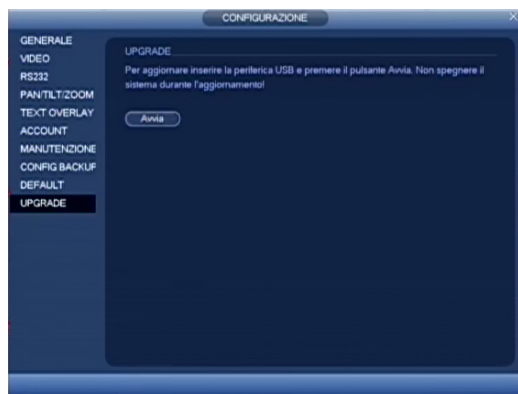 CONFIGURAZIONE
GENERALE
VIDEO
RS232
PAN/TILT/ZOOM
TEXT OVERLAY
ACCOUNT
MANUTENZIONE
CONFIG BACKUP
DEFAULT
UPGRADE
UPGRADE
Per aggiornare inserire la periferica USB e premere il pulsante Avvia. Non spegnere il
sistema durante l'aggiornamento!
Avvia